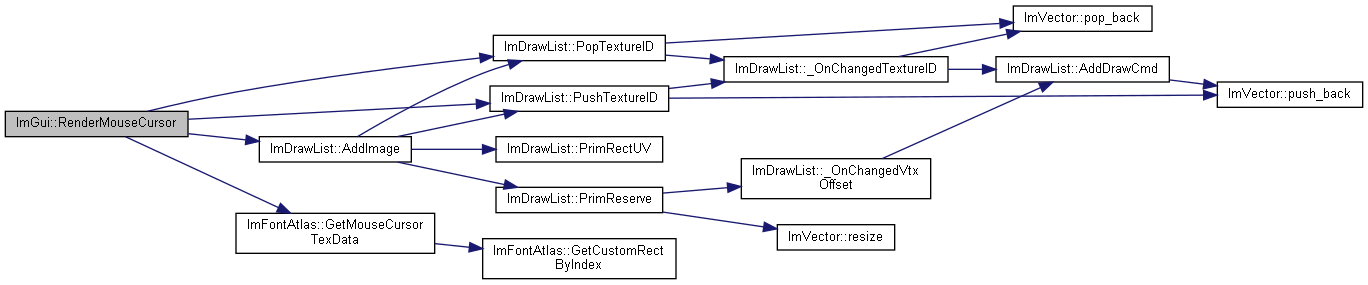 ImGui::RenderMouseCursor
ImDrawList::PopTextureID
ImDrawList::PushTextureID
ImDrawList::AddImage
ImDrawList::PrimRectUV
ImDrawList::PrimReserve
ImFontAtlas::GetMouseCursor
TexData
ImFontAtlas::GetCustomRect
ByIndex
ImDrawList::_OnChangedTextureID
ImDrawList::_OnChangedVtx
Offset
ImVector::resize
ImVector::pop_back
ImDrawList::AddDrawCmd
ImVector::push_back